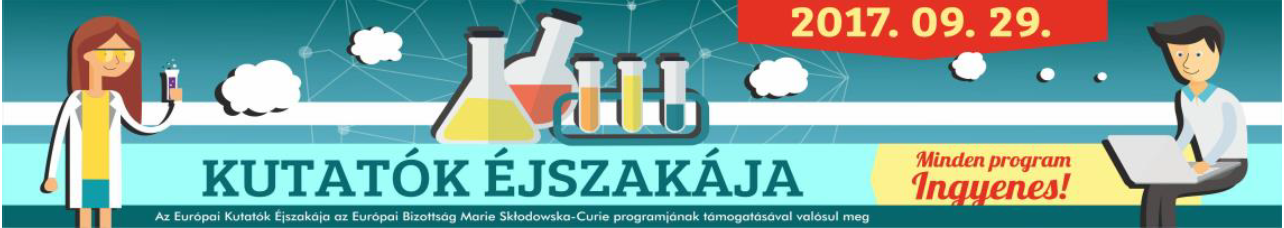 2017. 09. 29.
KUTATÓK ÉJSZAKÁJA
Minden program
Ingyenes!
Az Európai Kutatók Éjszakája az Európai Bizottság Marie Skłodowska-Curie programjának támogatásával valósul meg